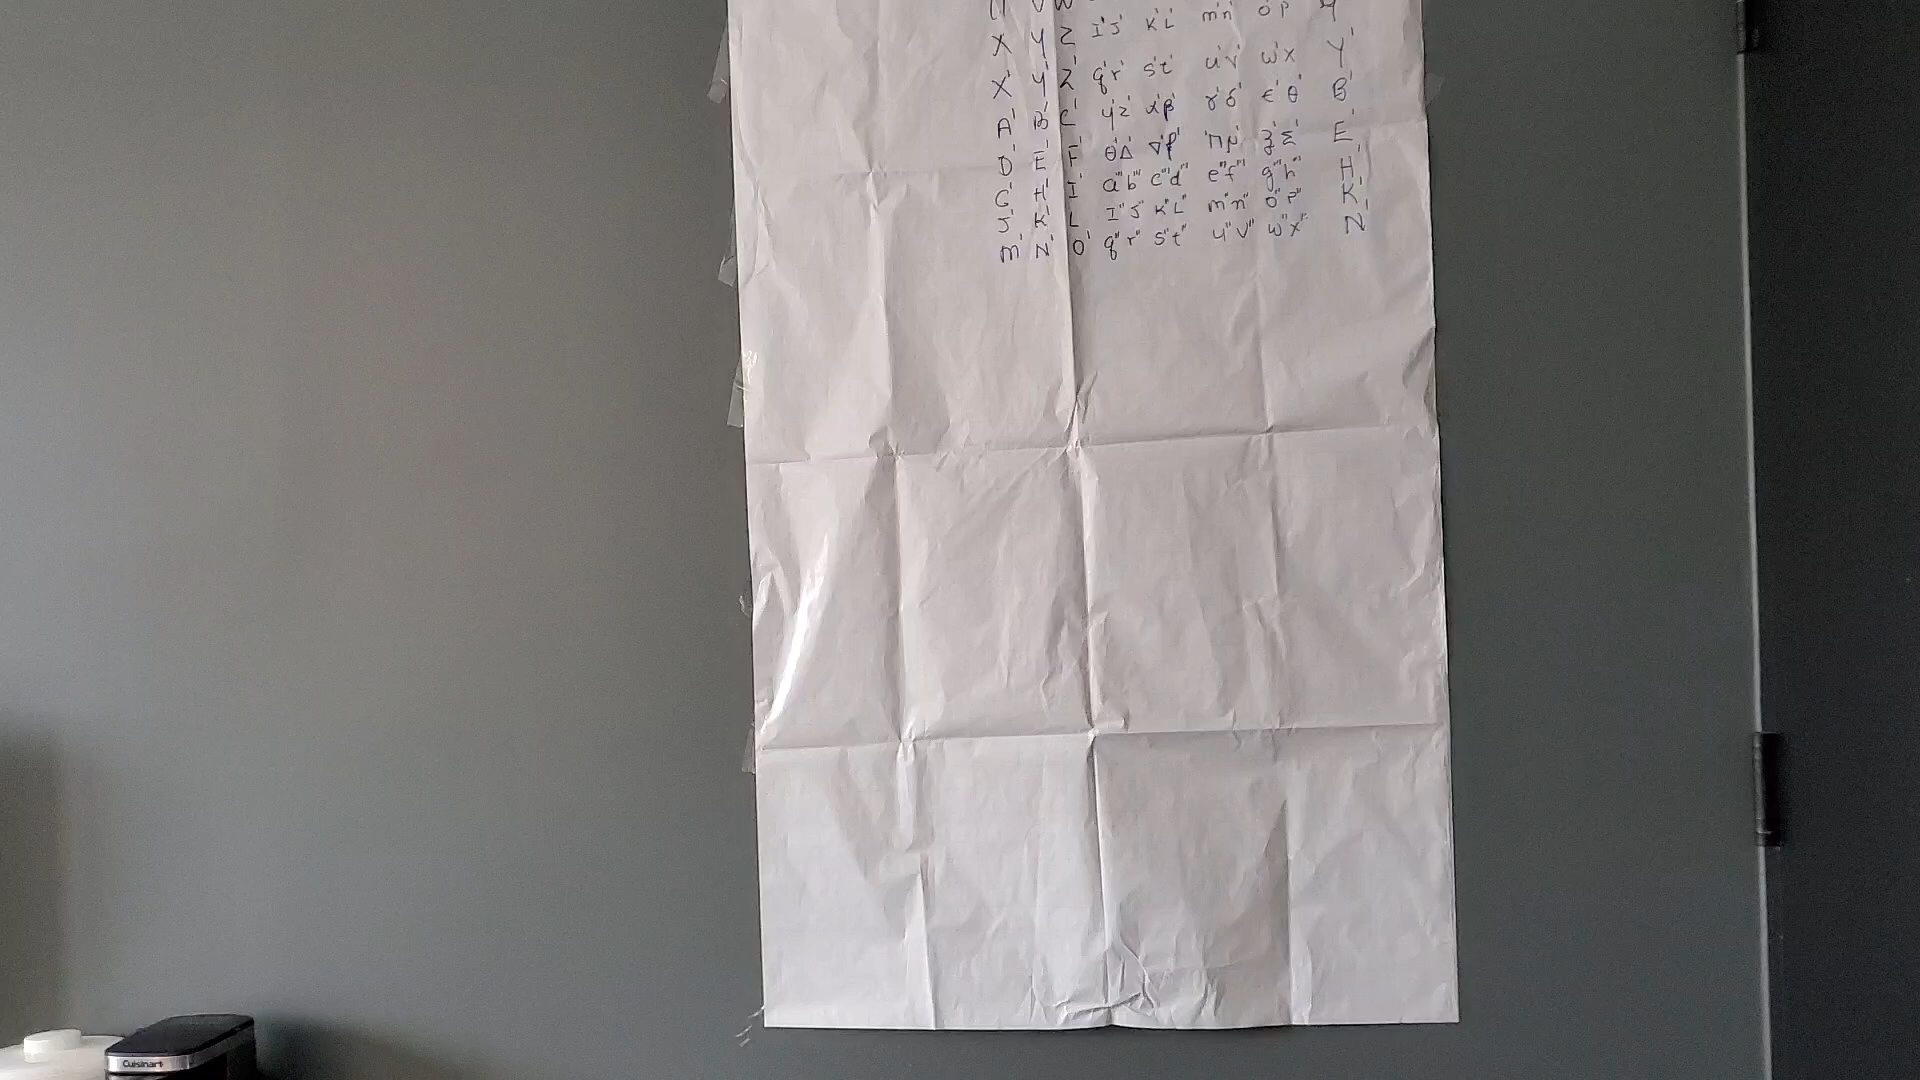 X Y Z I' J' K' L' m' n' o' p' Y
X' Y' Z' q' r' s' t' u' v' w' x' Y'
A' B' C' y' z' α' β' γ' δ' ε' θ' B'
D' E' F' θ' Δ' ∇' ρ' π' μ' ξ' Σ' E'
G' H' I' a''' b''' c''' d''' e''' f''' g''' h''' H'
J' K' L' I'' J'' K'' L'' m'' n'' o'' p'' K'
M' N' O' q'' r'' s'' t'' u'' v'' w'' x'' N'
Cuisinart